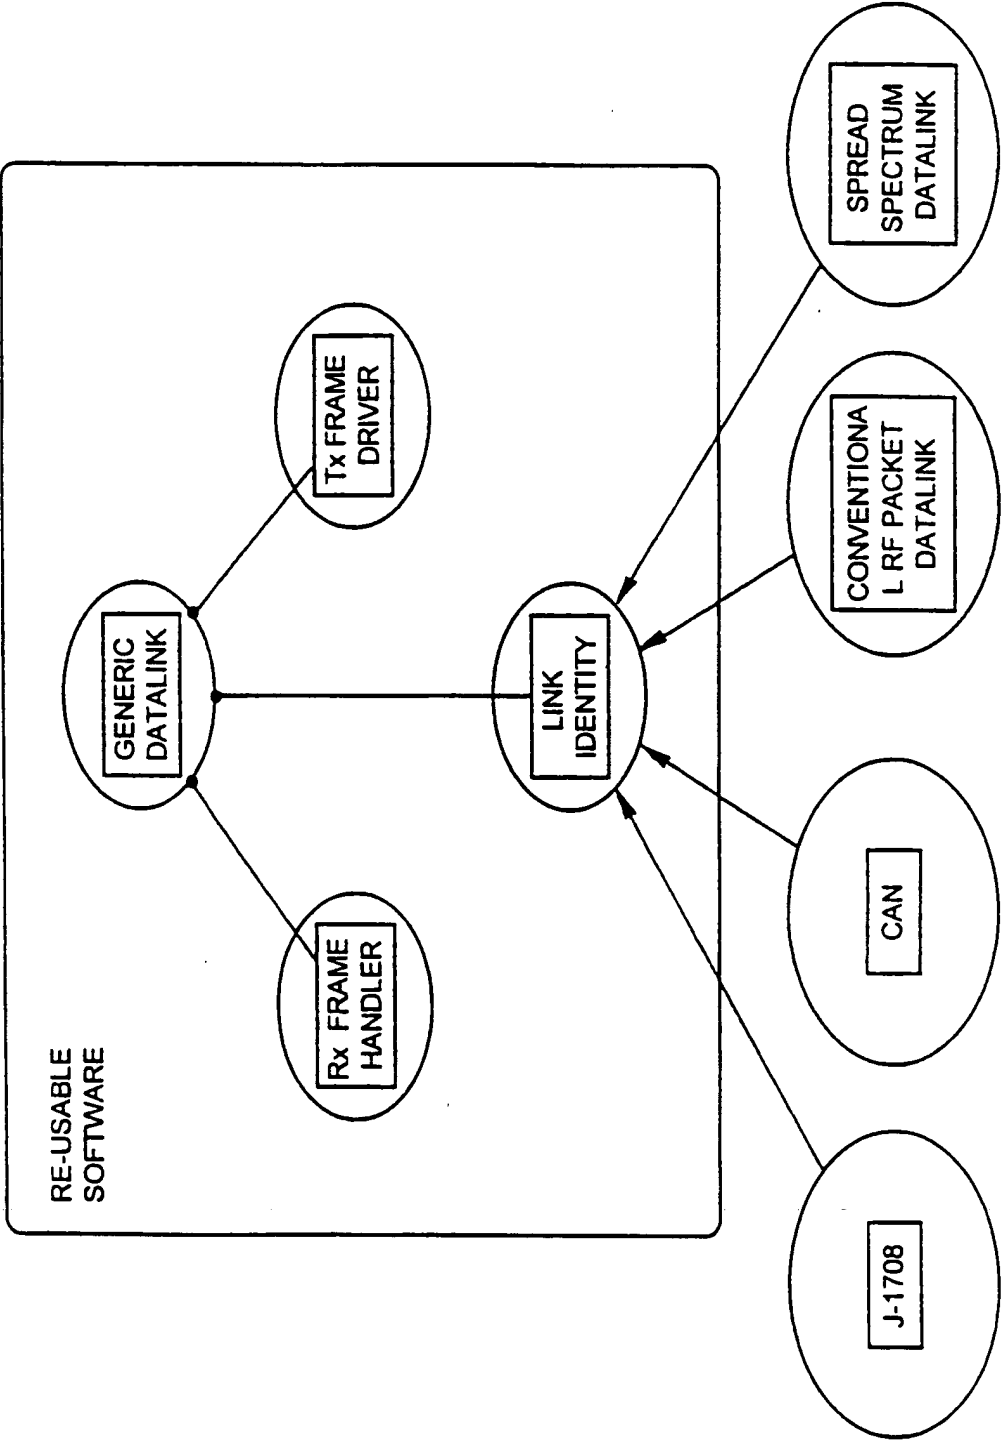 RE-USABLE
SOFTWARE
GENERIC
DATALINK
Rx FRAME
HANDLER
Tx FRAME
DRIVER
LINK
IDENTITY
J-1708
CAN
CONVENTIONA
L RF PACKET
DATALINK
SPREAD
SPECTRUM
DATALINK